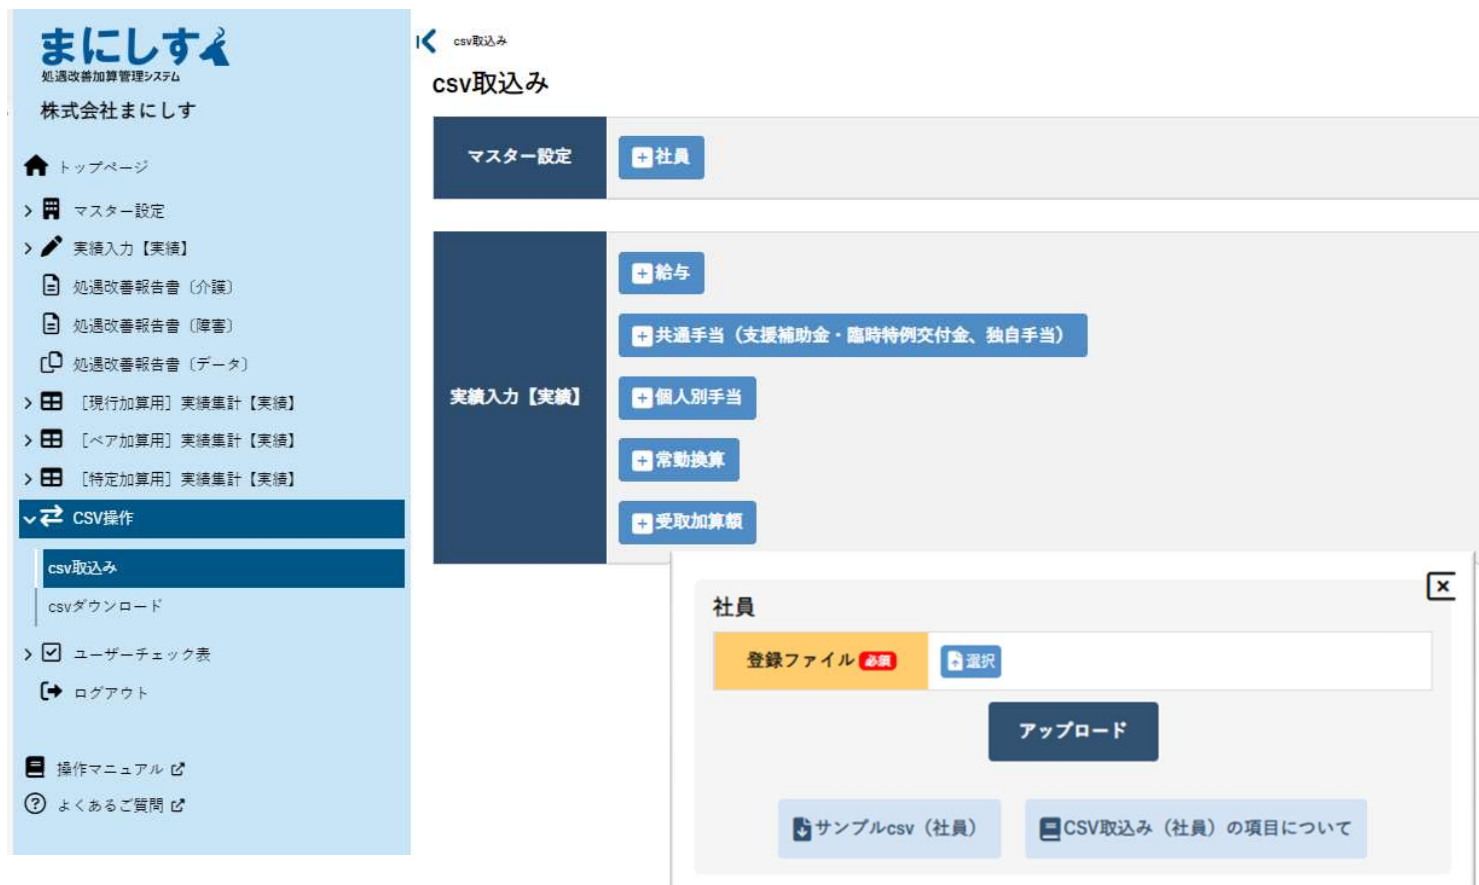 まにしす
処遇改善加算管理システム
株式会社まにしす
トップページ
マスター設定
実績入力【実績】
処遇改善報告書〔介護〕
処遇改善報告書〔障害〕
処遇改善報告書〔データ〕
［現行加算用］実績集計【実績】
［ベア加算用］実績集計【実績】
［特定加算用］実績集計【実績】
CSV操作
csv取込み
csvダウンロード
ユーザーチェック表
ログアウト
操作マニュアル
よくあるご質問
csv取込み
csv取込み
マスター設定
社員
実績入力【実績】
給与
共通手当（支援補助金・臨時特例交付金、独自手当）
個人別手当
常勤換算
受取加算額
社員
登録ファイル 必須
選択
アップロード
サンプルcsv（社員）
CSV取込み（社員）の項目について